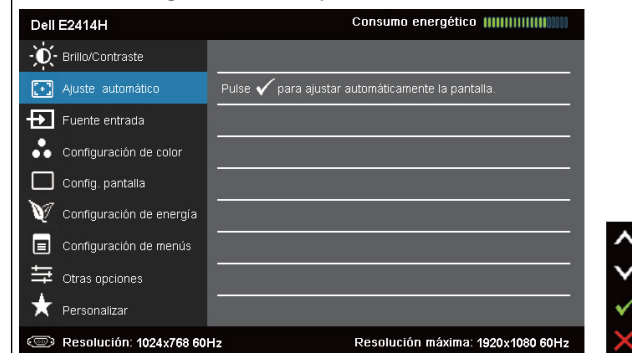 Dell E2414H Consumo energético
Brillo/Contraste
Ajuste automático Pulse ✓ para ajustar automáticamente la pantalla.
Fuente entrada
Configuración de color
Config. pantalla
Configuración de energía
Configuración de menús
Otras opciones
Personalizar
Resolución: 1024x768 60Hz Resolución máxima: 1920x1080 60Hz